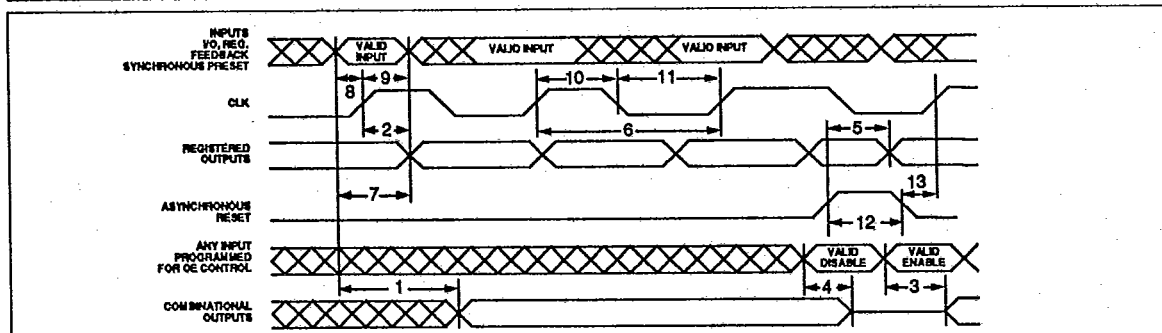 INPUTS
I/O, REG.
FEEDBACK
SYNCHRONOUS PRESET
VALID
INPUT
VALID INPUT
VALID INPUT
8
9
10
11
CLK
2
6
REGISTERED
OUTPUTS
5
7
13
ASYNCHRONOUS
RESET
12
ANY INPUT
PROGRAMMED
FOR OE CONTROL
VALID
DISABLE
VALID
ENABLE
1
4
3
COMBINATIONAL
OUTPUTS